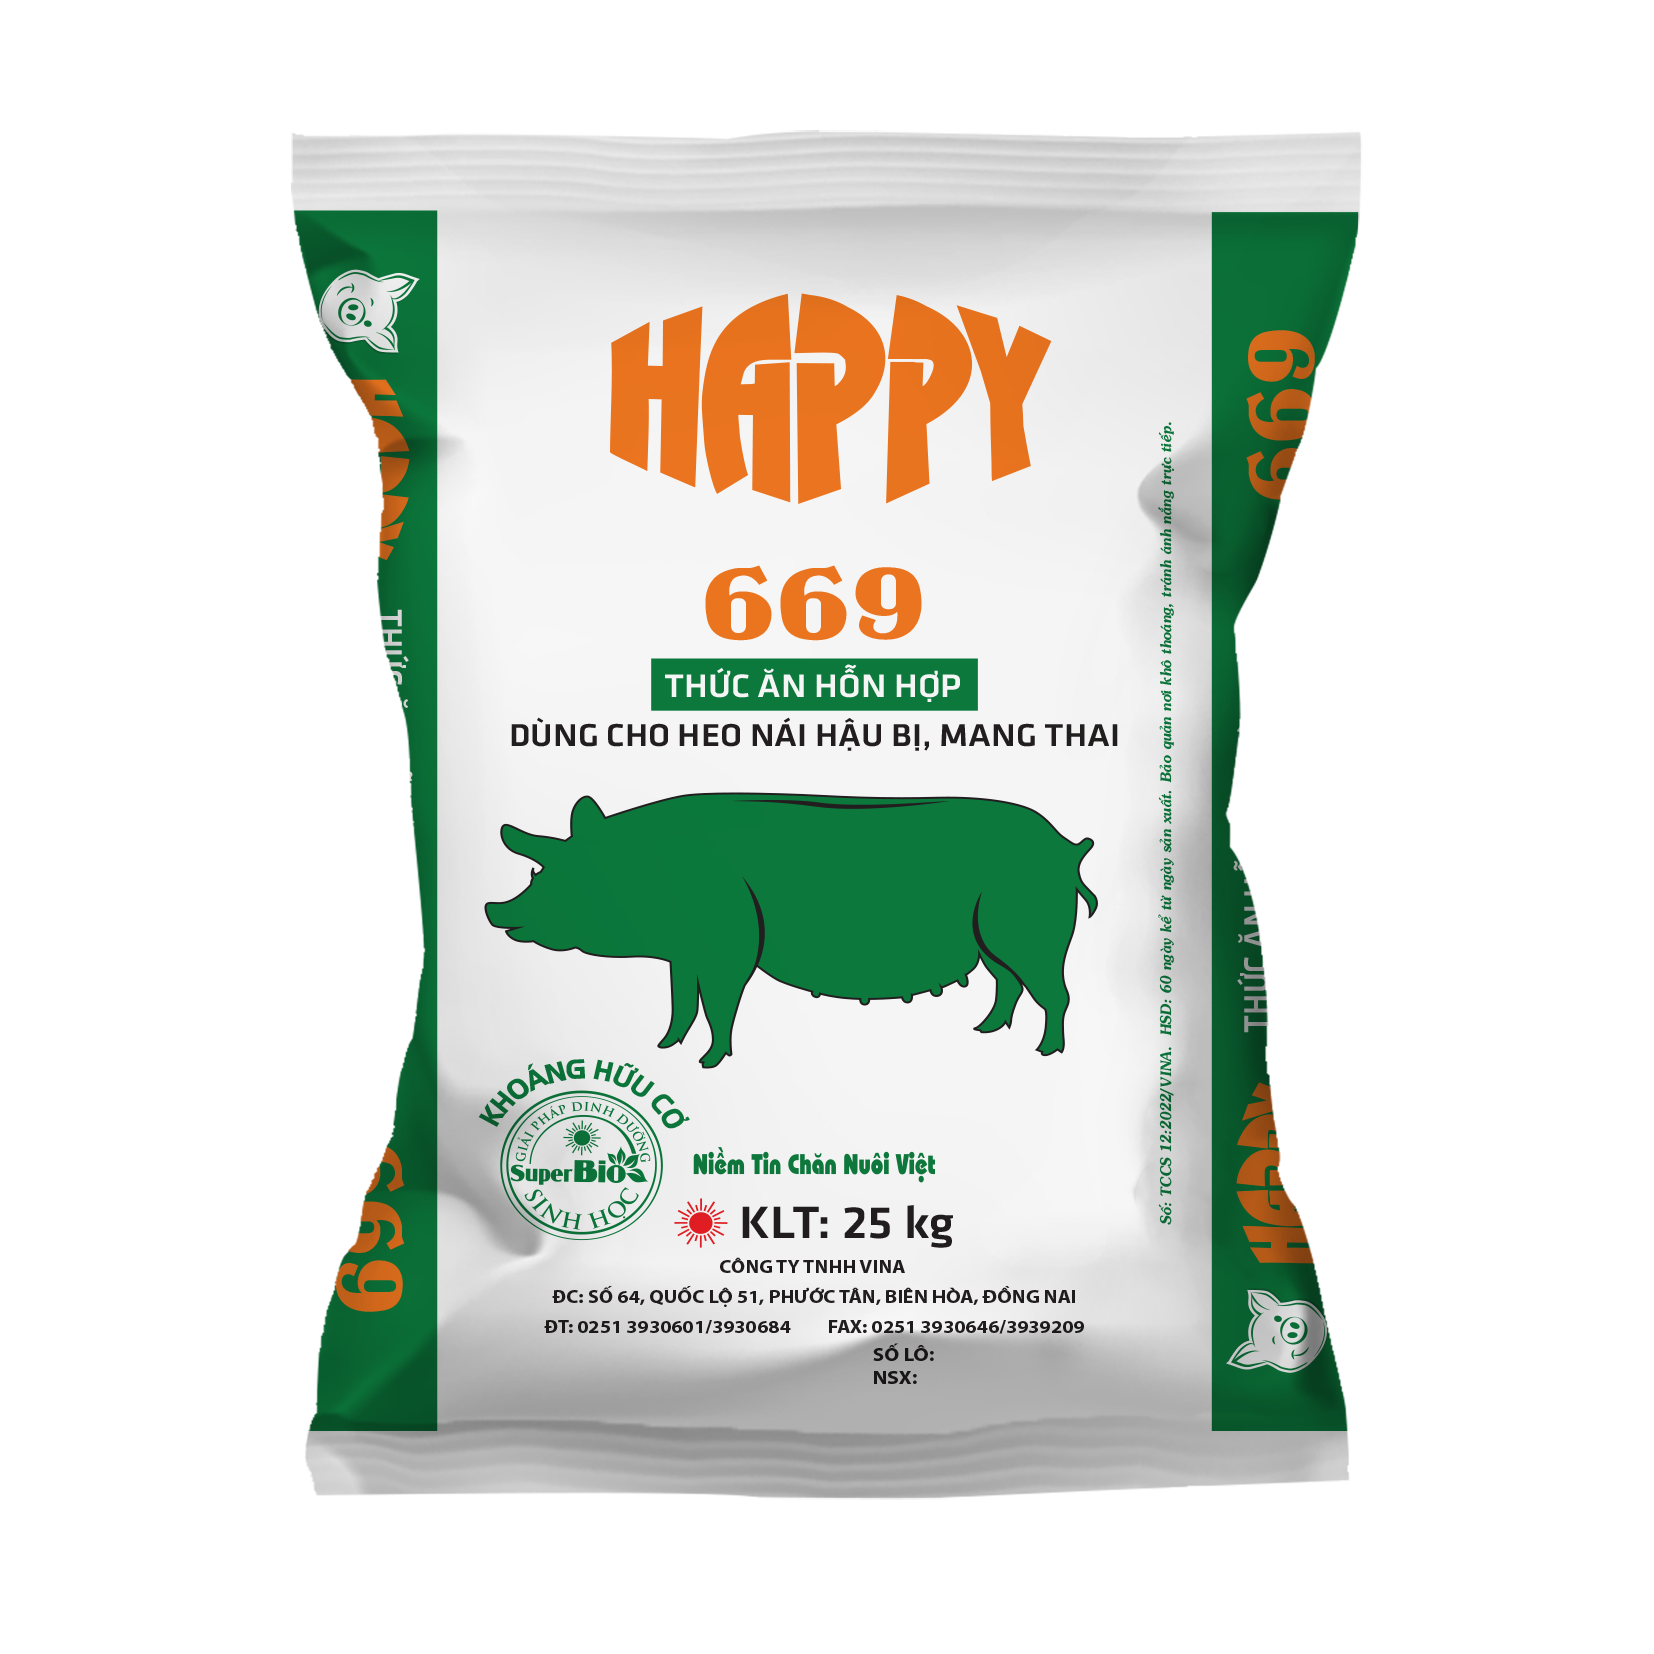 HAPPY
669
THỨC ĂN HỖN HỢP
DÙNG CHO HEO NÁI HẬU BỊ, MANG THAI
KHOÁNG HỮU CƠ
GIẢI PHÁP DINH DƯỠNG
SuperBio
SINH HỌC
Niềm Tin Chăn Nuôi Việt
KLT: 25 kg
CÔNG TY TNHH VINA
ĐC: SỐ 64, QUỐC LỘ 51, PHƯỚC TÂN, BIÊN HÒA, ĐỒNG NAI
ĐT: 0251 3930601/3930684 FAX: 0251 3930646/3939209
SỐ LÔ:
NSX:
Số: TCCS 12:2022/VINA. HSD: 60 ngày kể từ ngày sản xuất. Bảo quản nơi khô thoáng, tránh ánh nắng trực tiếp.
HAPPY
669
669
THỨC ĂN
HAPPY